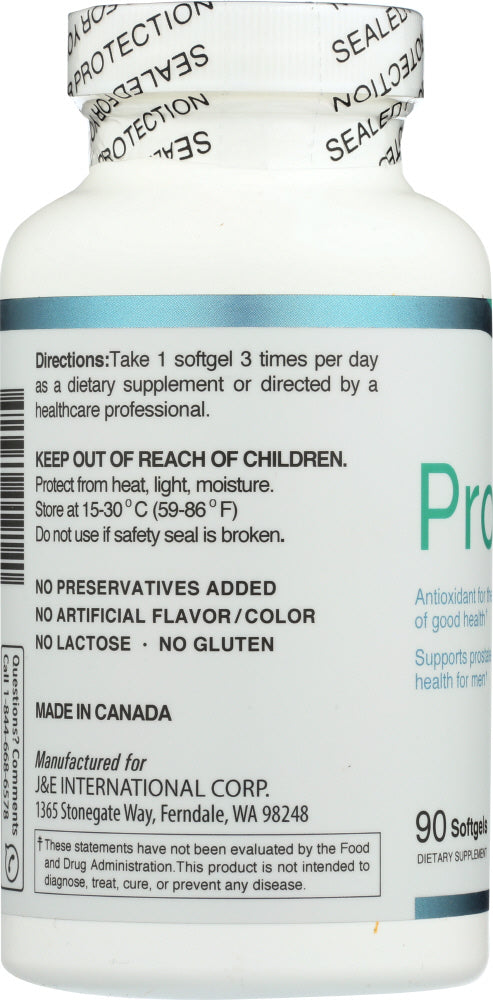 PROTECTION
SEALED FOR
SEALED
PROTECTION
SEALED
SEALED
Directions:Take 1 softgel 3 times per day
as a dietary supplement or directed by a
healthcare professional.
KEEP OUT OF REACH OF CHILDREN.
Protect from heat, light, moisture.
Store at 15-30° C (59-86° F)
Do not use if safety seal is broken.
NO PRESERVATIVES ADDED
NO ARTIFICIAL FLAVOR/COLOR
NO LACTOSE · NO GLUTEN
MADE IN CANADA
Manufactured for
J&E INTERNATIONAL CORP.
1365 Stonegate Way, Ferndale, WA 98248
†These statements have not been evaluated by the Food
and Drug Administration.This product is not intended to
diagnose, treat, cure, or prevent any disease.
Questions? Comments
Call 1-844-668-6578
Pro
Antioxidant for the
of good health†
Supports prostate
health for men†
90 Softgels
DIETARY SUPPLEMENT